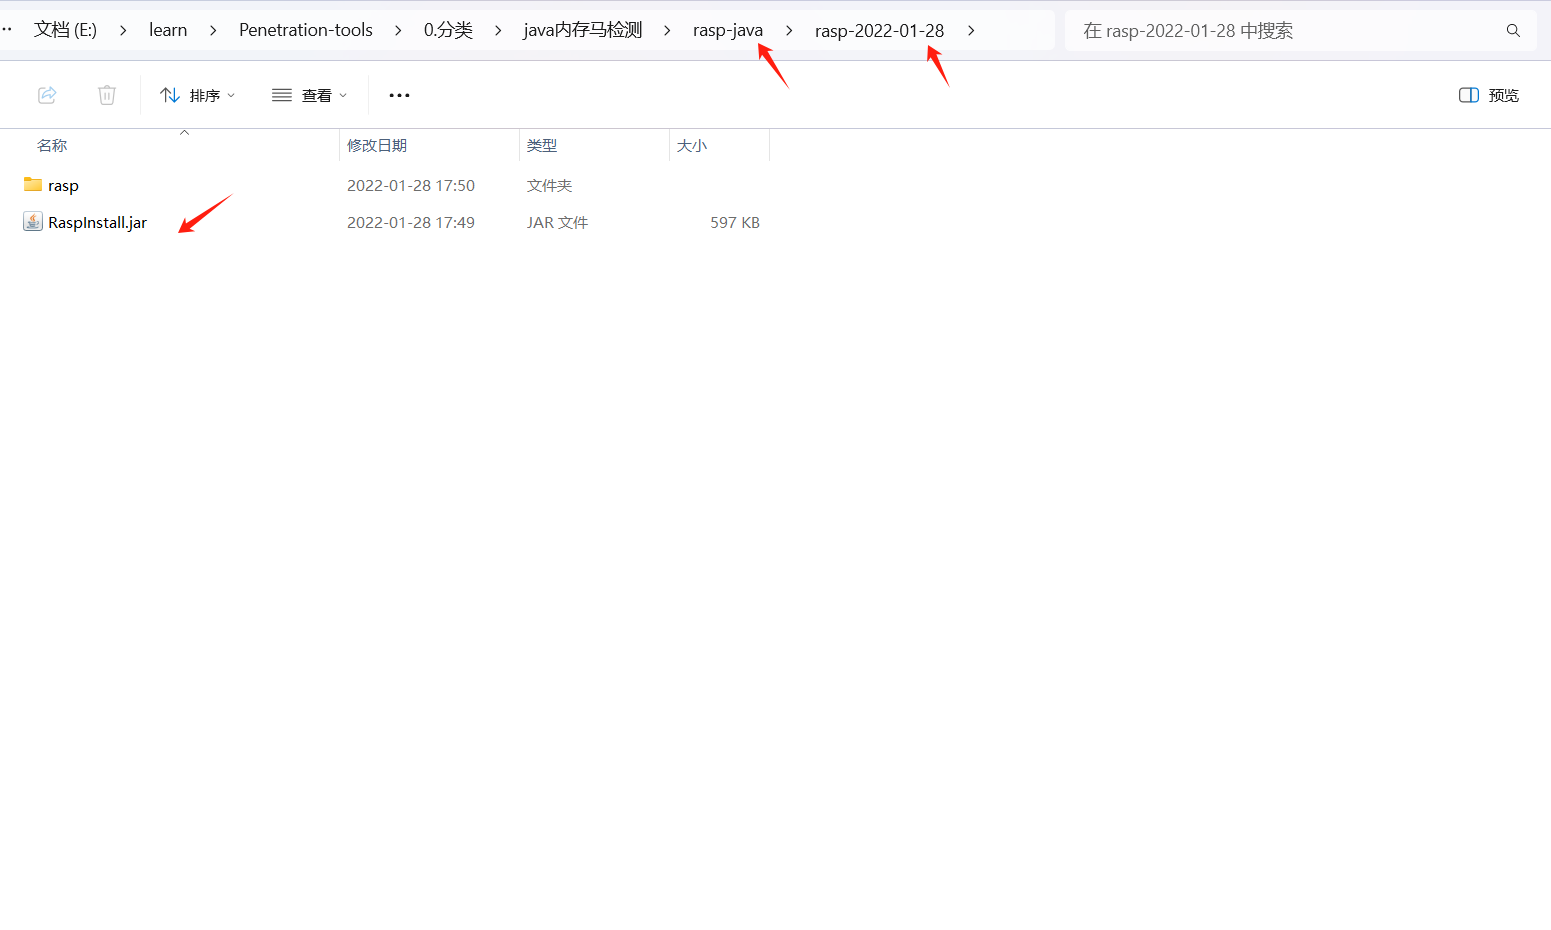 文档 (E:) > learn > Penetration-tools > 0.分类 > java内存马检测 > rasp-java > rasp-2022-01-28 > 在 rasp-2022-01-28 中搜索
排序 查看 预览
名称 修改日期 类型 大小
rasp 2022-01-28 17:50 文件夹
RaspInstall.jar 2022-01-28 17:49 JAR 文件 597 KB